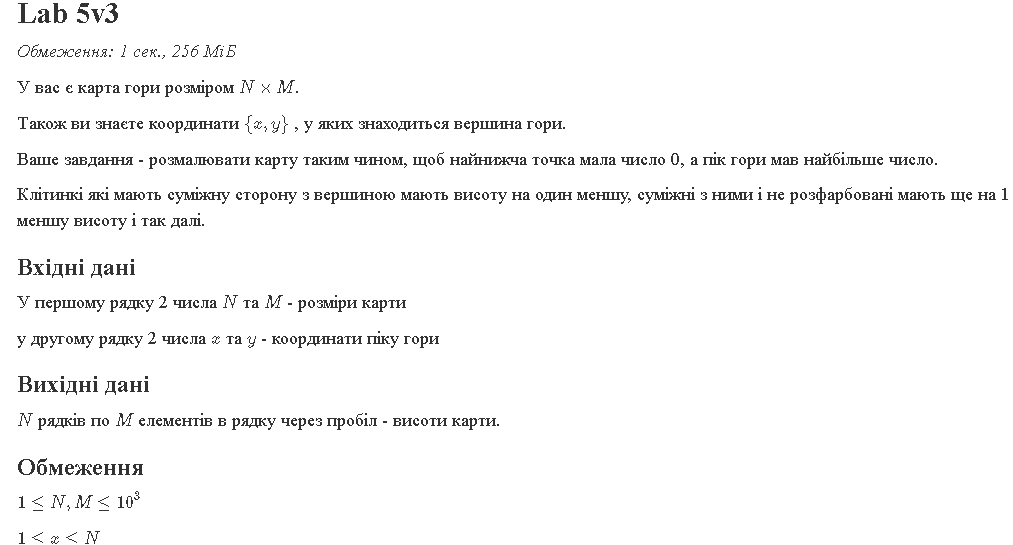 Lab 5v3
Обмеження: 1 сек., 256 МіБ
У вас є карта гори розміром N × M.
Також ви знаєте координати {x, y} , у яких знаходиться вершина гори.
Ваше завдання - розмалювати карту таким чином, щоб найнижча точка мала число 0, а пік гори мав найбільше число.
Клітинкі які мають суміжну сторону з вершиною мають висоту на один меншу, суміжні з ними і не розфарбовані мають ще на 1
меншу висоту і так далі.
Вхідні дані
У першому рядку 2 числа N та M - розміри карти
у другому рядку 2 числа x та y - координати піку гори
Вихідні дані
N рядків по M елементів в рядку через пробіл - висоти карти.
Обмеження
1 ≤ N, M ≤ 10³
1 ≤ x ≤ N